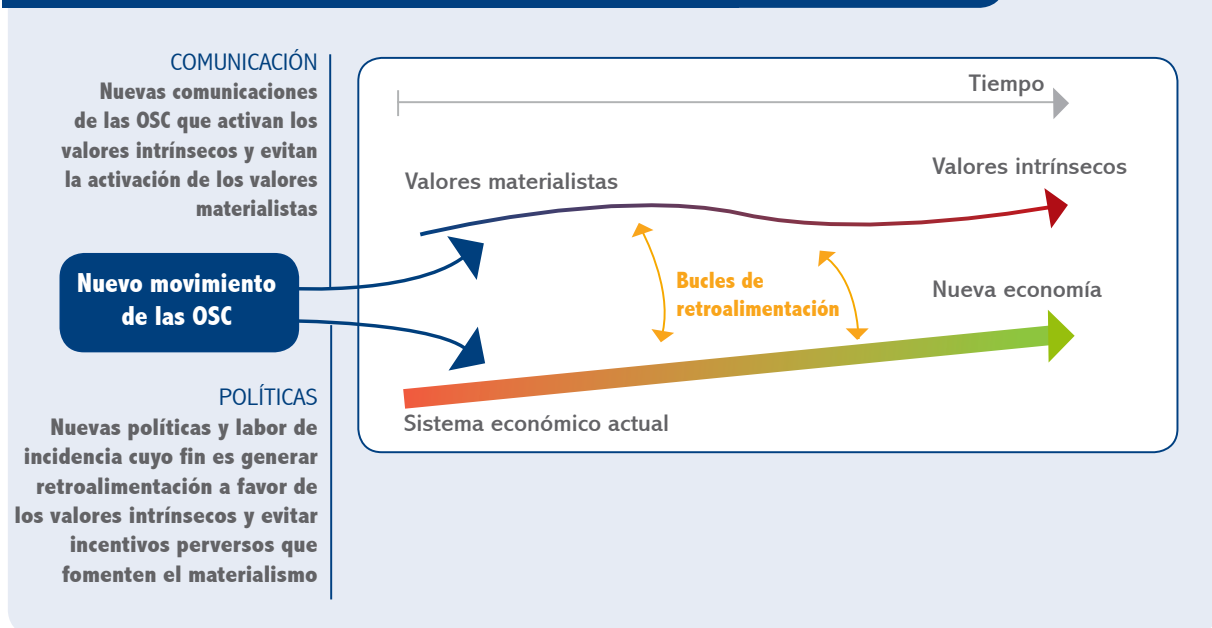 COMUNICACIÓN
Nuevas comunicaciones
de las OSC que activan los
valores intrínsecos y evitan
la activación de los valores
materialistas
Nuevo movimiento
de las OSC
POLÍTICAS
Nuevas políticas y labor de
incidencia cuyo fin es generar
retroalimentación a favor de
los valores intrínsecos y evitar
incentivos perversos que
fomenten el materialismo
Tiempo
Valores materialistas
Valores intrínsecos
Bucles de
retroalimentación
Nueva economía
Sistema económico actual